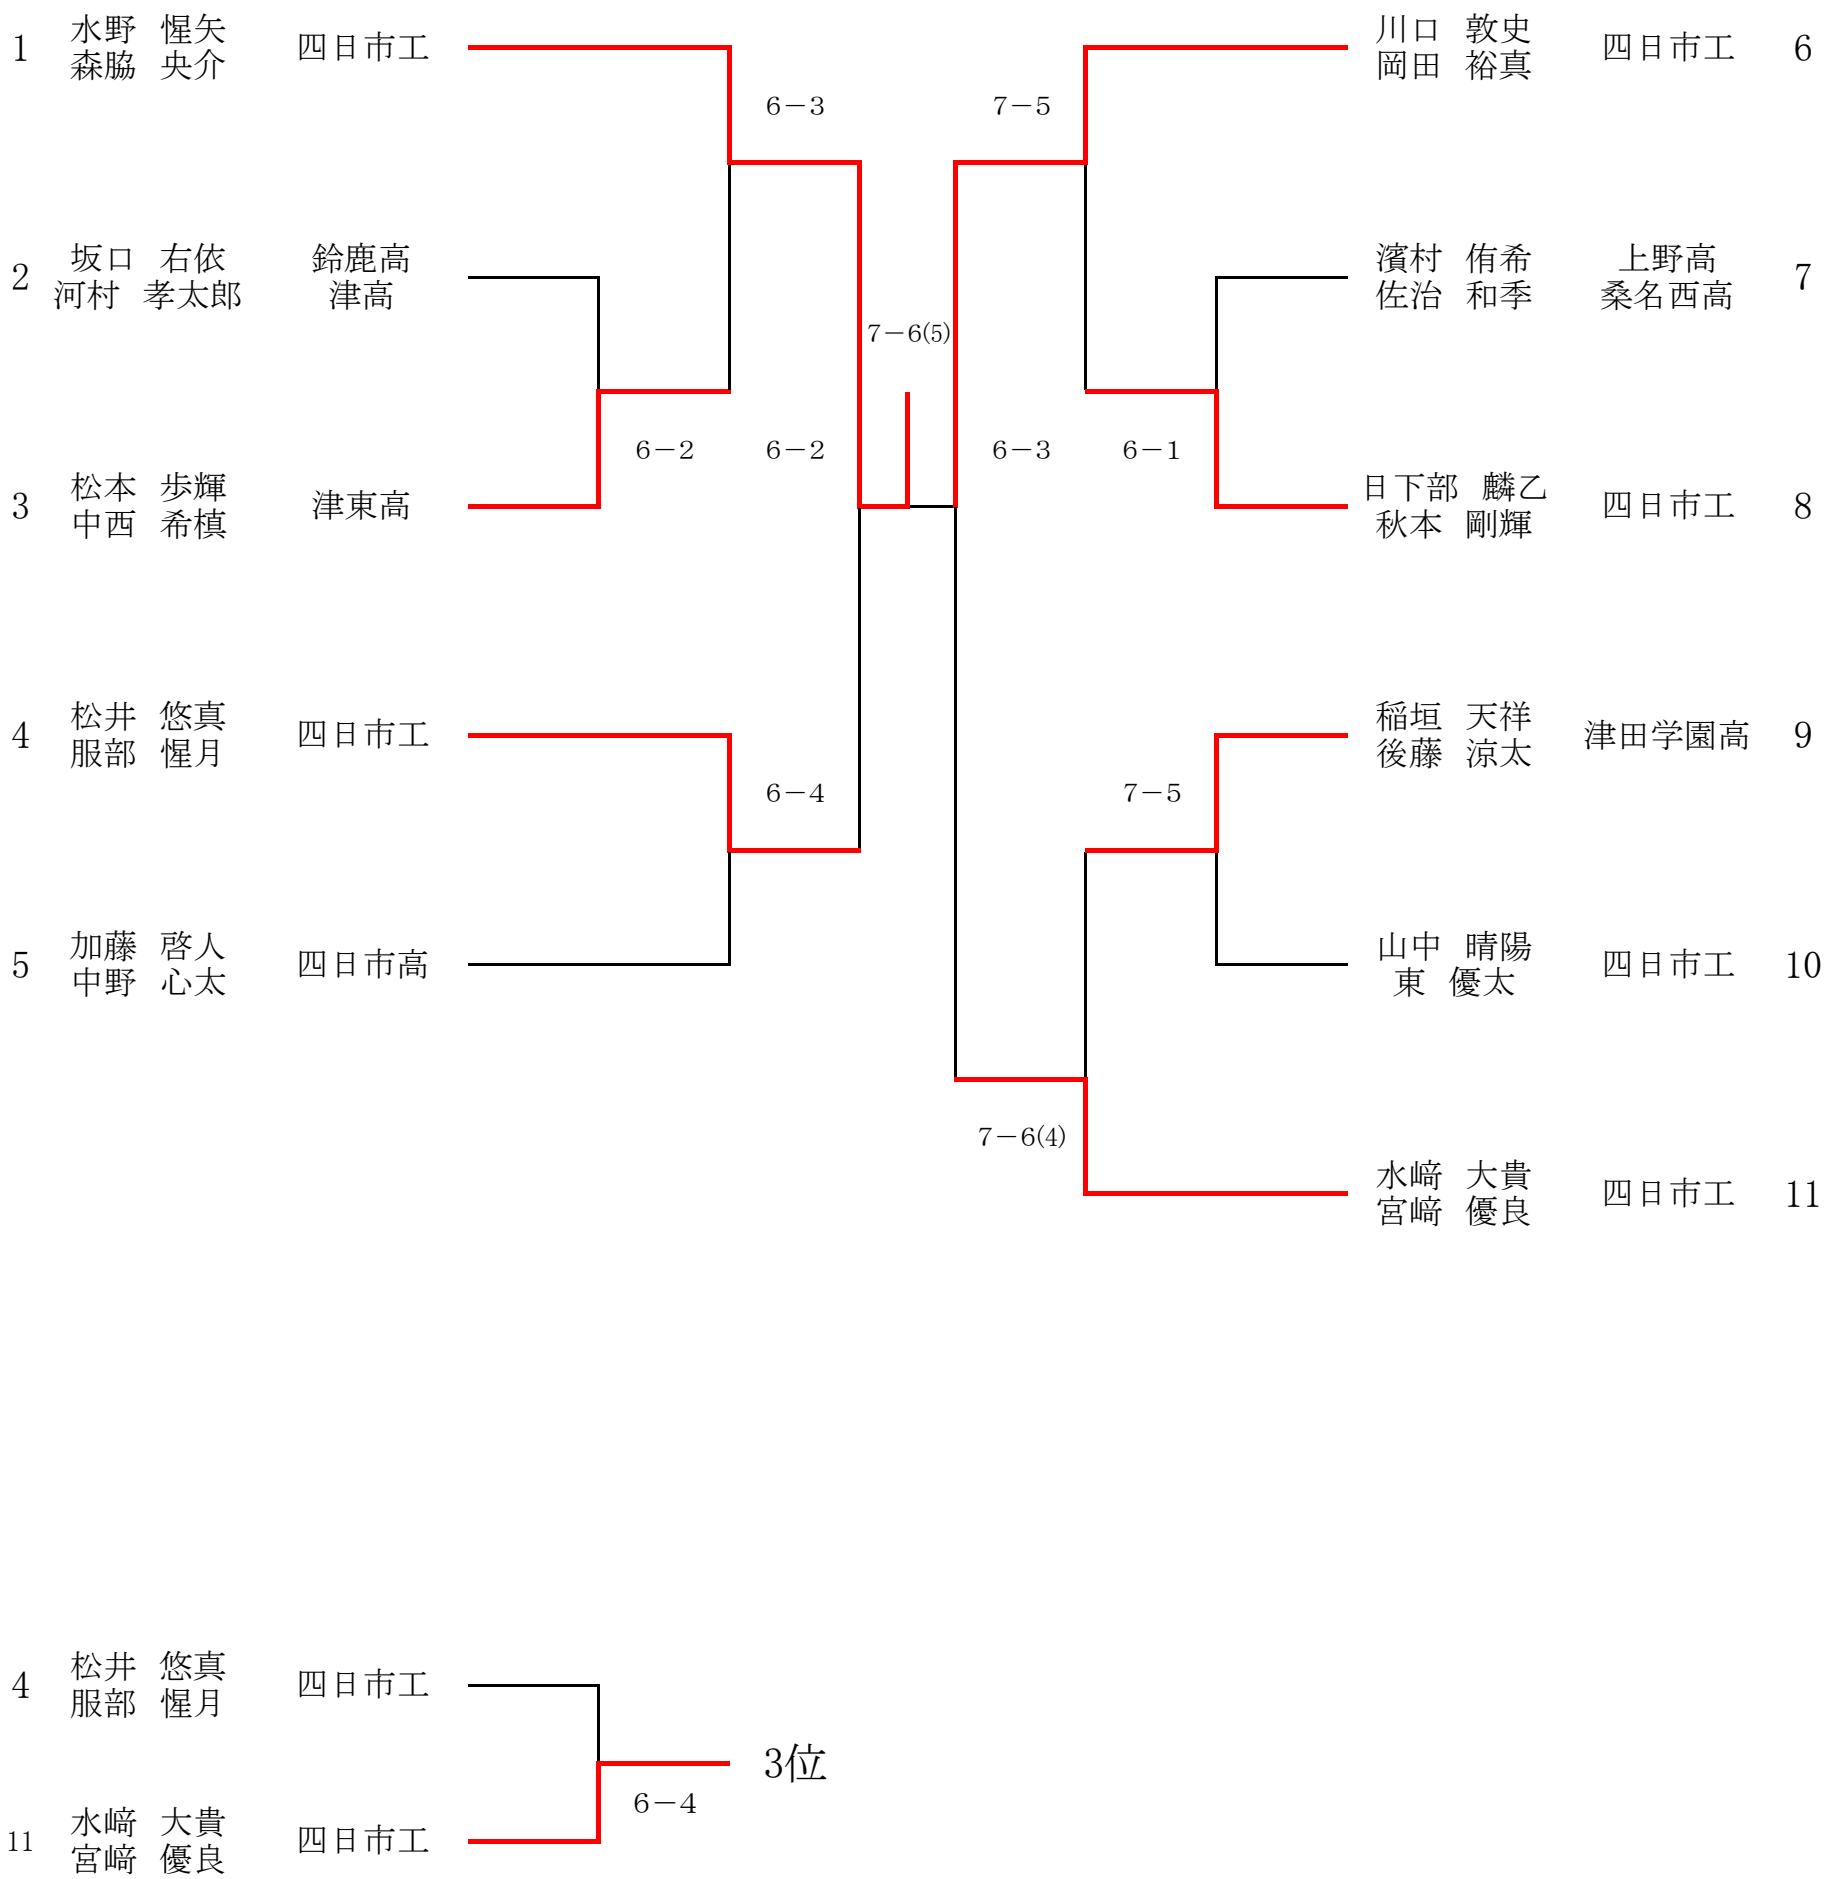 1 水野 惺矢 四日市工
森脇 央介
6－3
2 坂口 右依 鈴鹿高
河村 孝太郎 津高
6－2
3 松本 歩輝 津東高
中西 希槙
6－2
4 松井 悠真 四日市工
服部 惺月
6－4
5 加藤 啓人 四日市高
中野 心太
7－6(5)
川口 敦史 四日市工 6
岡田 裕真
7－5
濱村 侑希 上野高 7
佐治 和季 桑名西高
6－3
6－1
日下部 麟乙 四日市工 8
秋本 剛輝
稲垣 天祥 津田学園高 9
後藤 涼太
7－5
山中 晴陽 四日市工 10
東 優太
7－6(4)
水﨑 大貴 四日市工 11
宮﨑 優良
4 松井 悠真 四日市工
服部 惺月
3位
6－4
11 水﨑 大貴 四日市工
宮﨑 優良